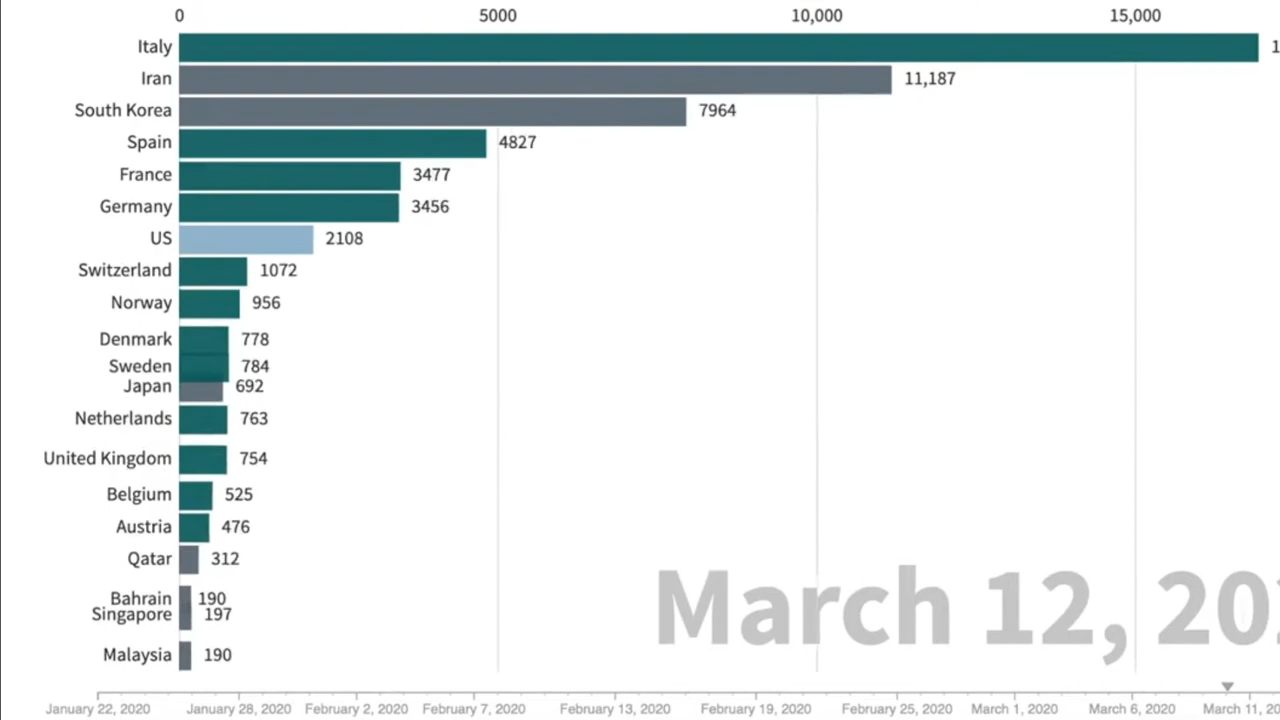 0 5000 10,000 15,000
Italy 1
Iran 11,187
South Korea 7964
Spain 4827
France 3477
Germany 3456
US 2108
Switzerland 1072
Norway 956
Denmark 778
Sweden 784
Japan 692
Netherlands 763
United Kingdom 754
Belgium 525
Austria 476
Qatar 312
Bahrain 190
Singapore 197
Malaysia 190
March 12, 202
January 22, 2020 January 28, 2020 February 2, 2020 February 7, 2020 February 13, 2020 February 19, 2020 February 25, 2020 March 1, 2020 March 6, 2020 March 11, 20